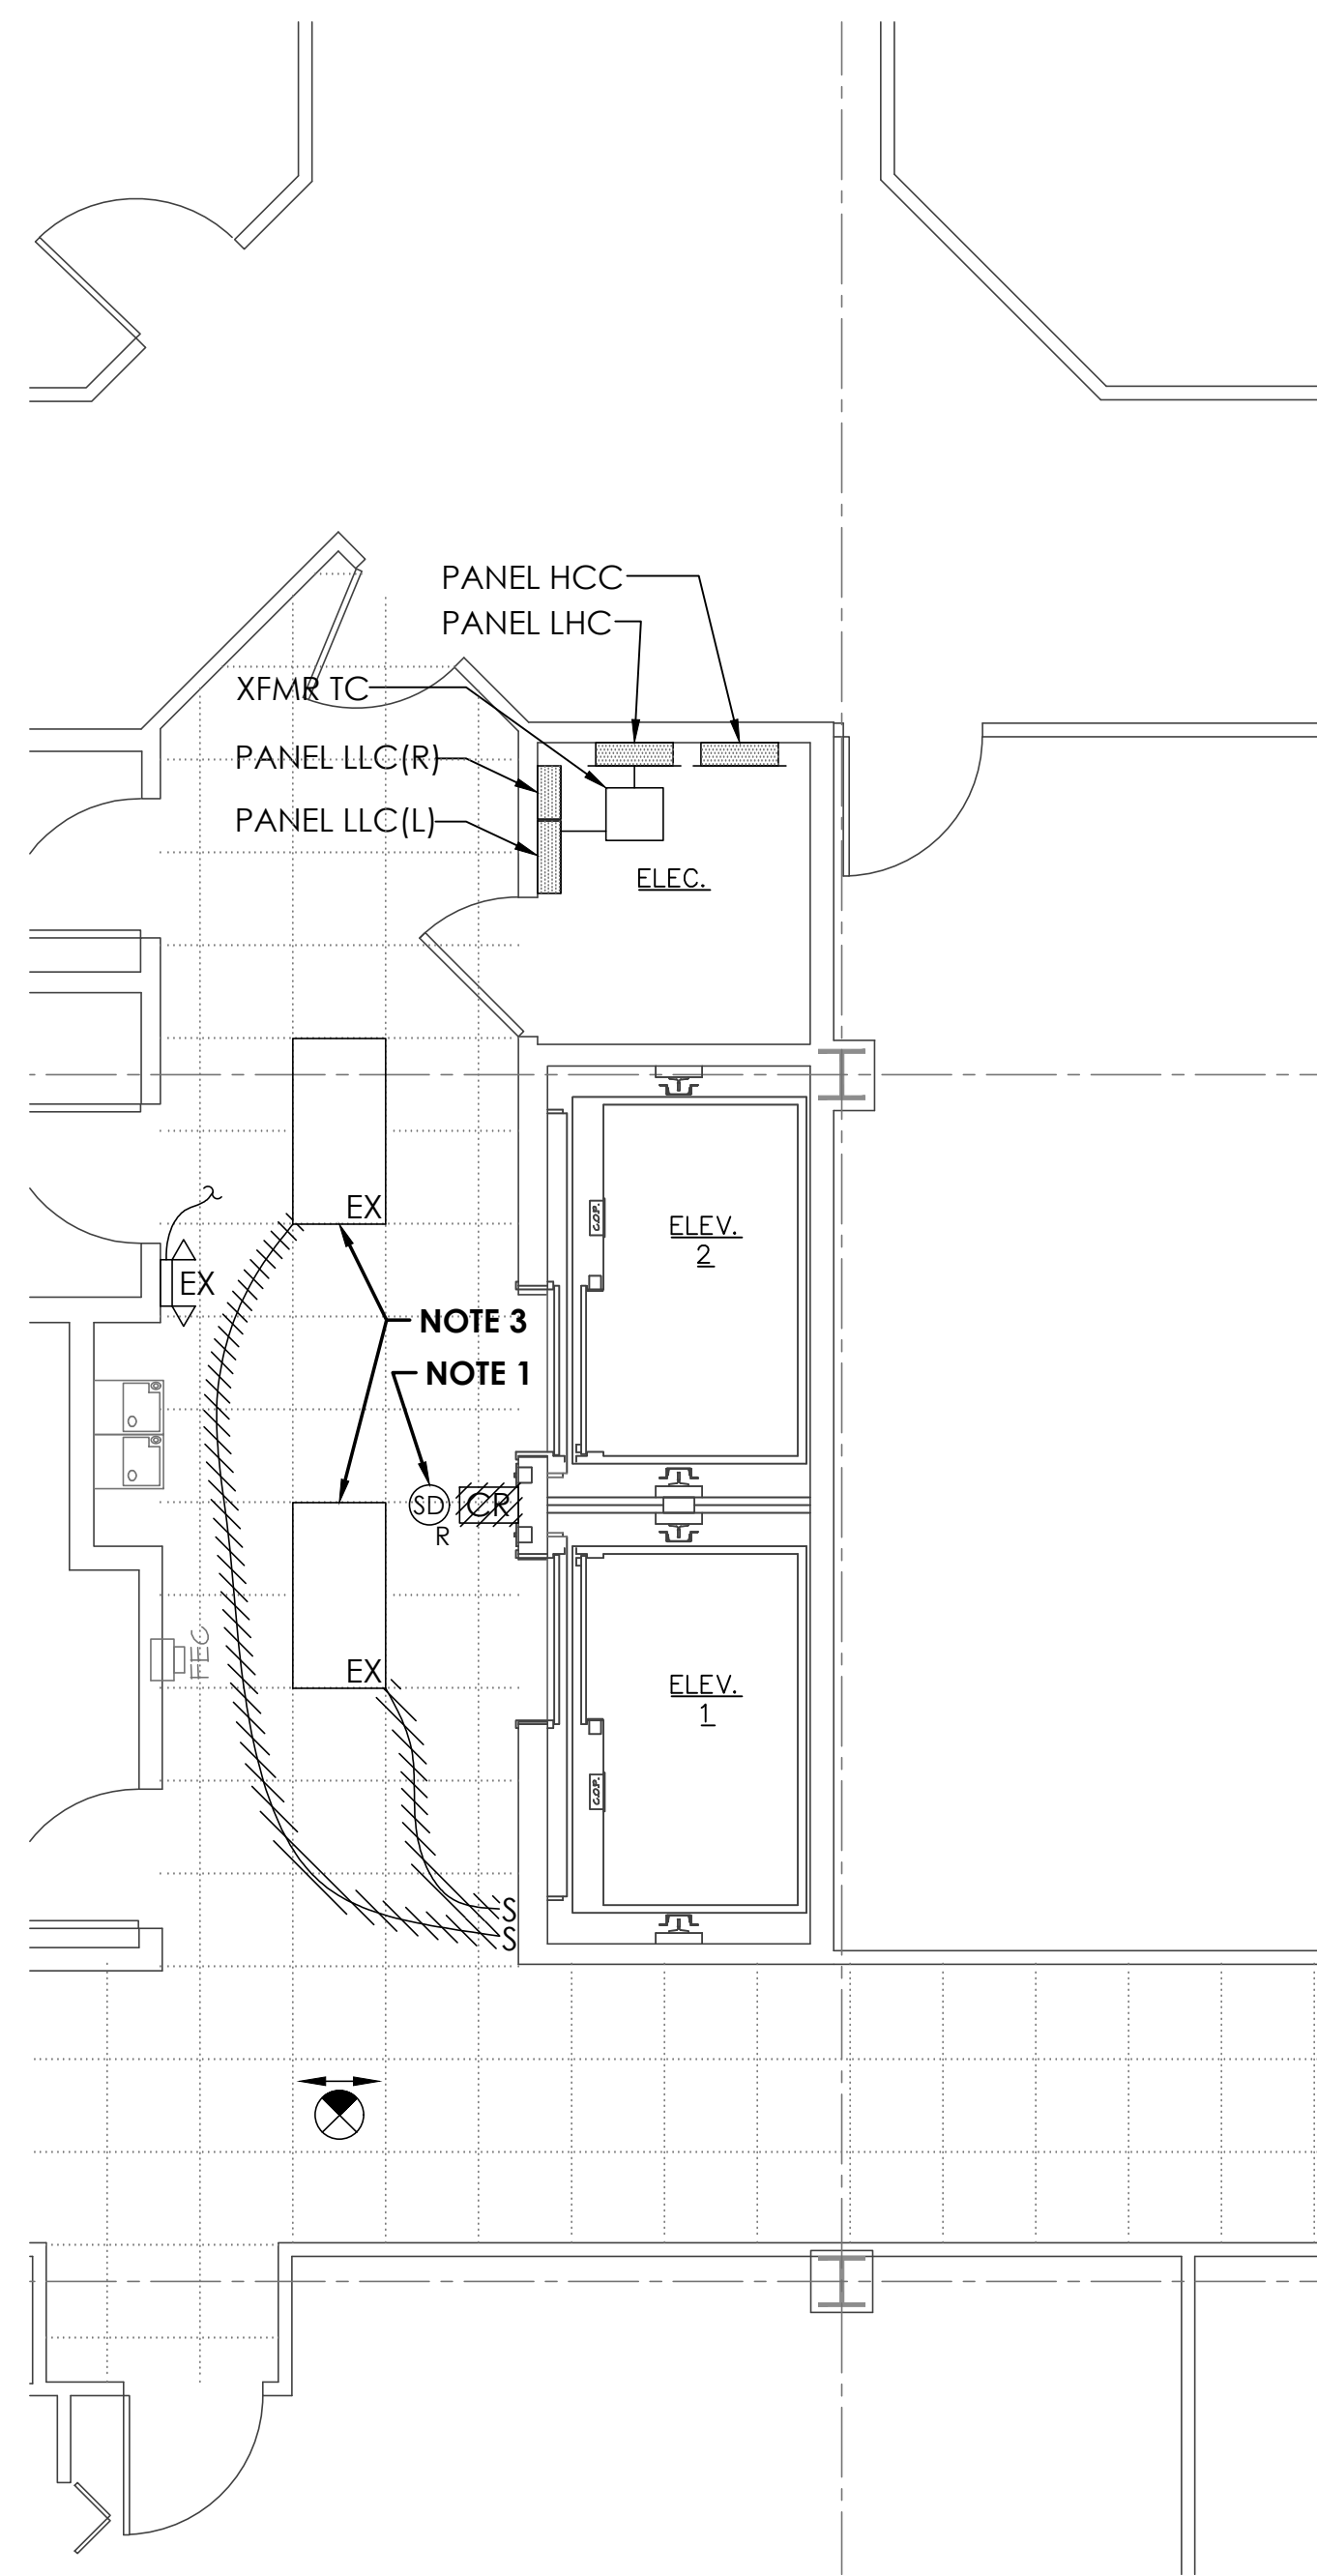 PANEL HCC
PANEL LHC
XFMR TC
PANEL LLC(R)
PANEL LLC(L)
ELEC.
EX
C.O.P.
ELEV.
2
EX
NOTE 3
NOTE 1
SD
CR
R
FEC
EX
ELEV.
1
C.O.P.
S
S